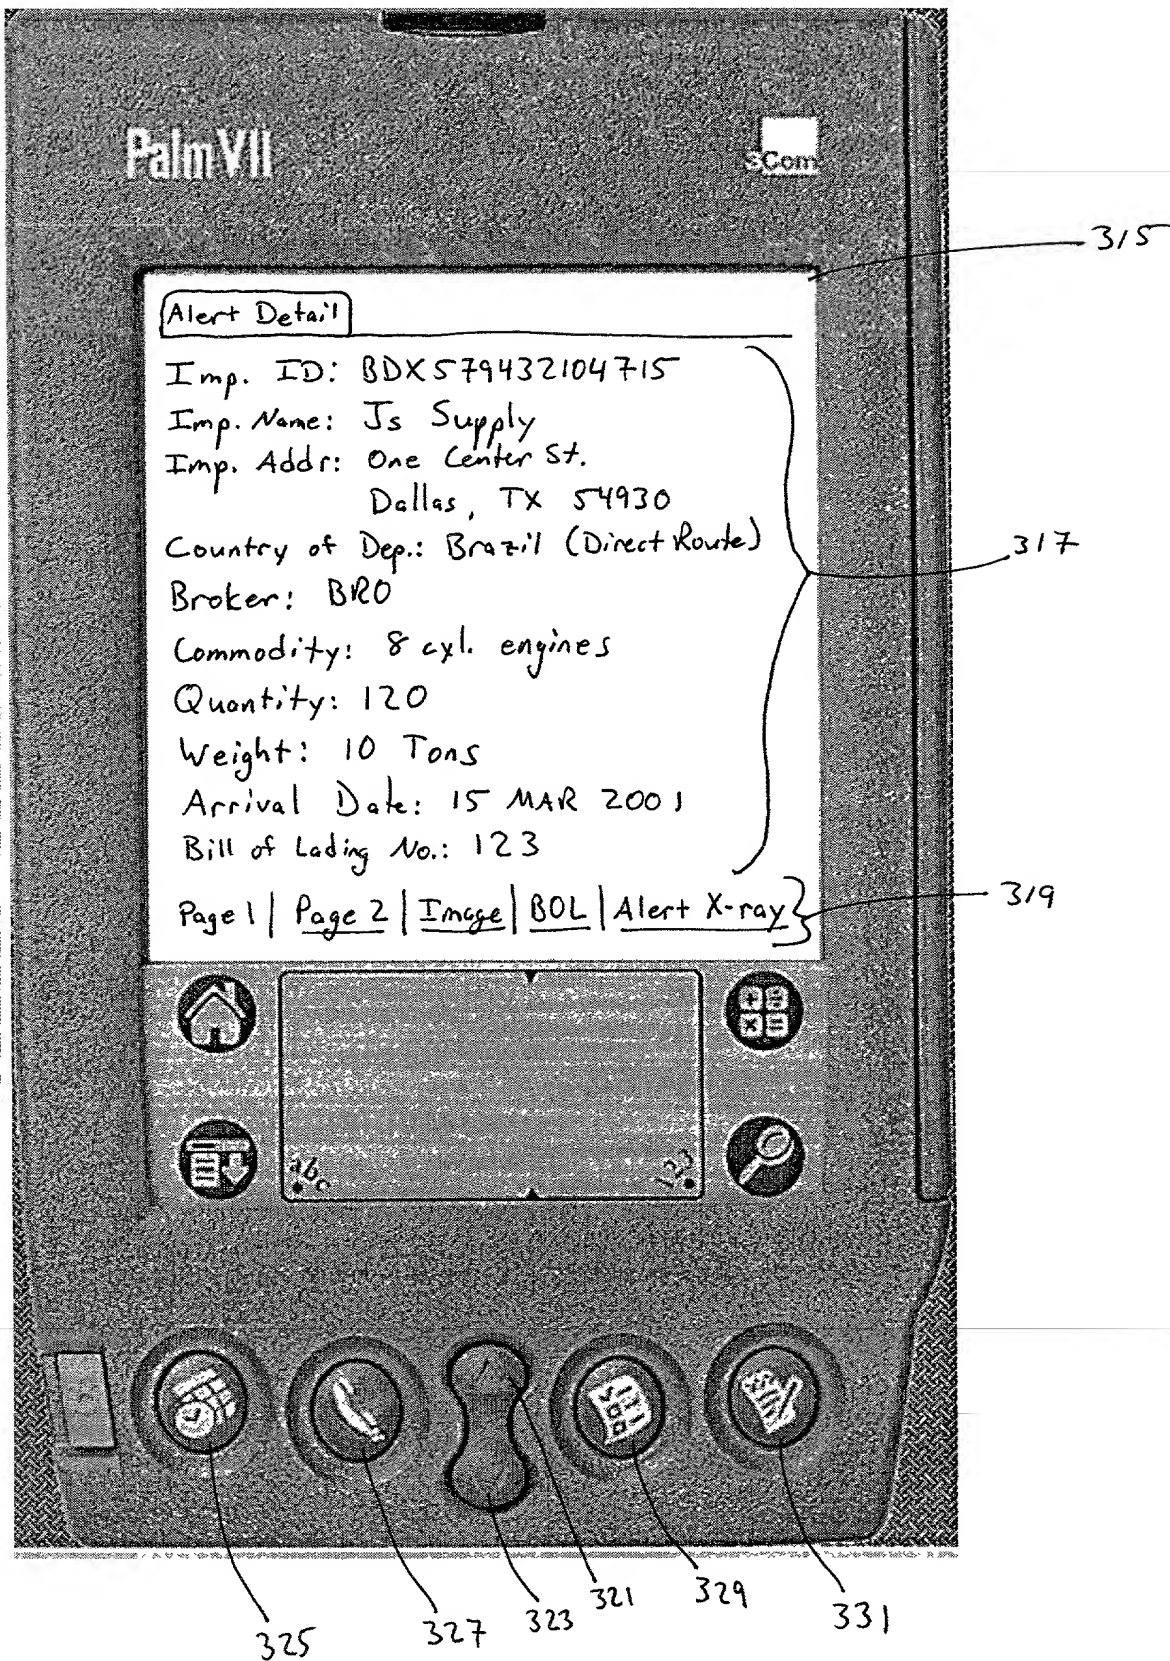 Palm VII
3Com
315
Alert Detail
Imp. ID: BDX579432104715
Imp. Name: Js Supply
Imp. Addr: One Center St.
Dallas, TX 54930
Country of Dep.: Brazil (Direct Route)
317
Broker: BRO
Commodity: 8 cyl. engines
Quantity: 120
Weight: 10 Tons
Arrival Date: 15 MAR 2001
Bill of Lading No.: 123
Page 1 | Page 2 | Image | BOL | Alert X-ray
319
abc
123
325
327
323
321
329
331